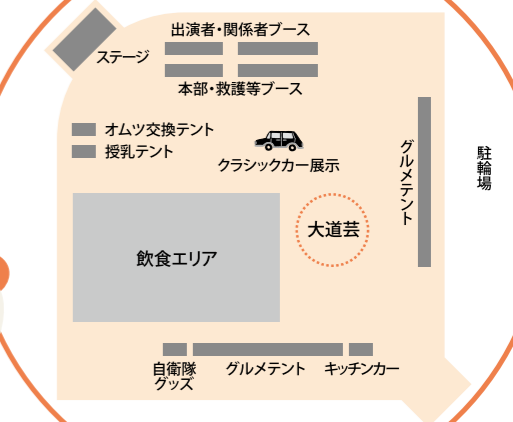 出演者・関係者ブース
ステージ
本部・救護等ブース
オムツ交換テント
授乳テント
クラシックカー展示
グルメテント
駐輪場
大道芸
飲食エリア
自衛隊
グッズ
グルメテント
キッチンカー